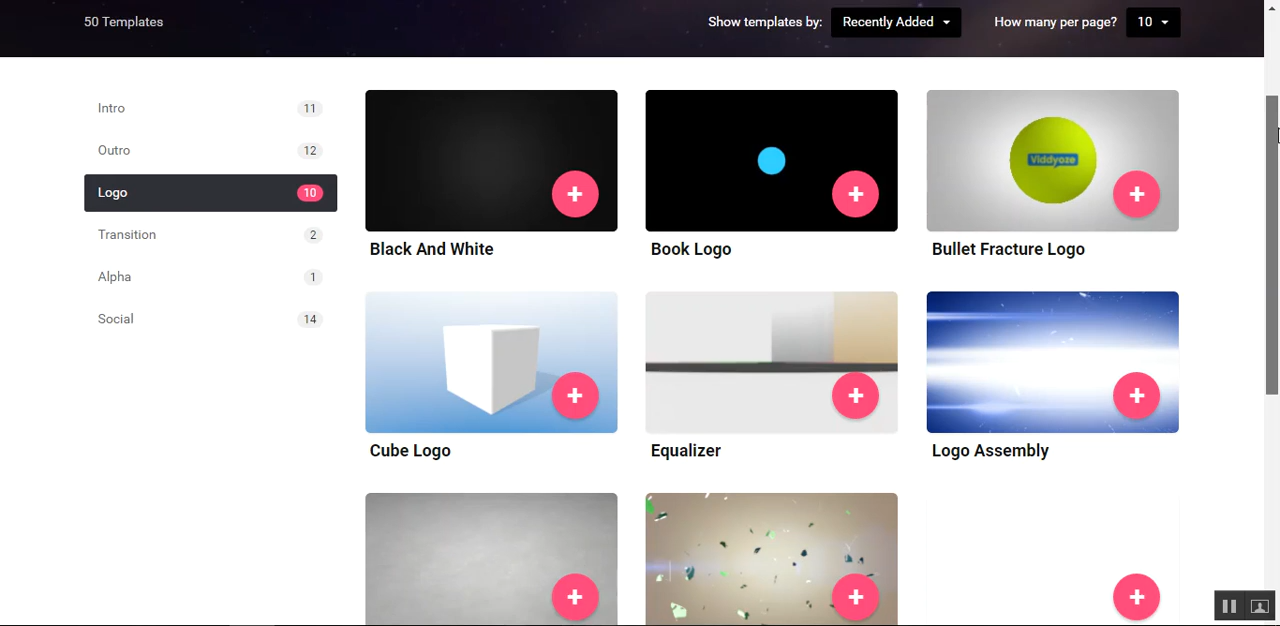 50 Templates
Show templates by: Recently Added
How many per page? 10
Intro 11
Outro 12
Logo 10
Transition 2
Alpha 1
Social 14
Viddyoze
Black And White
Book Logo
Bullet Fracture Logo
Cube Logo
Equalizer
Logo Assembly